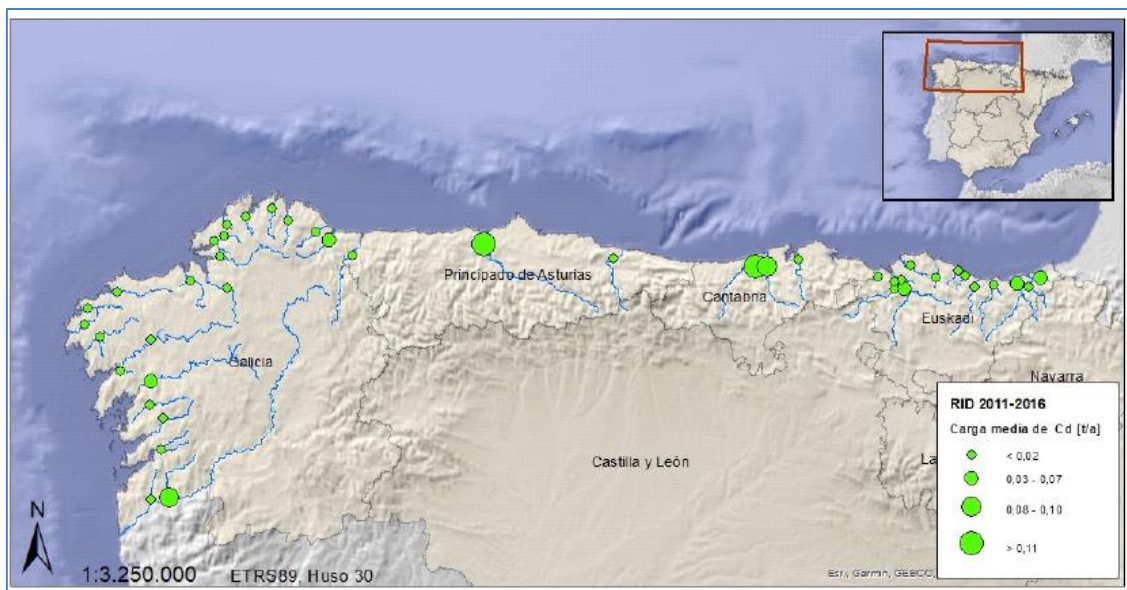 Principado de Asturias
Cantabria
Euskadi
Galicia
Navarra
Castilla y León
La
RID 2011-2016
Carga media de Cd [t/a]
< 0,02
0,03 - 0,07
0,08 - 0,10
> 0,11
N
1:3.250.000
ETRS89, Huso 30
Esri, Garmin, GEBCO,